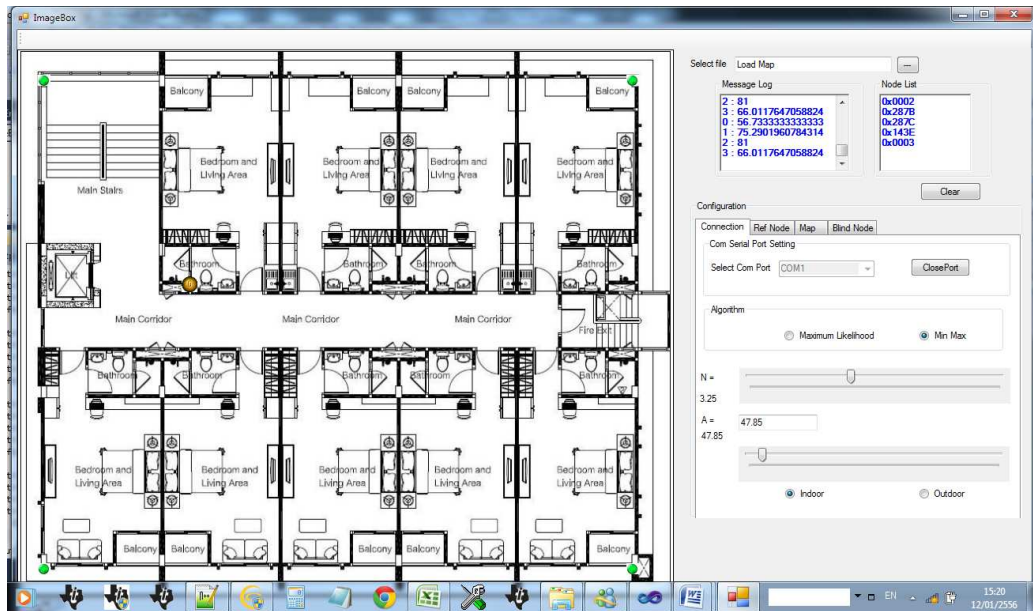 ImageBox
Select file Load Map ...
Message Log
2 : 81
3 : 66.0117647058824
0 : 56.7333333333333
1 : 75.2901960784314
2 : 81
3 : 66.0117647058824
Node List
0x0002
0x287B
0x287C
0x143E
0x0003
Clear
Configuration
Connection Ref Node Map Blind Node
Com Serial Port Setting
Select Com Port COM1 ClosePort
Algorithm
Maximum Likelihood Min Max
N =
3.25
A = 47.85
47.85
Indoor Outdoor
Balcony Balcony Balcony Balcony
Main Stairs
Bedroom and Bedroom and Bedroom and Bedroom and
Living Area Living Area Living Area Living Area
Lift
Bathroom Bathroom Bathroom Bathroom
Main Corridor Main Corridor Main Corridor
Fire Exit
Bathroom Bathroom Bathroom Bathroom Bathroom
Bedroom and Bedroom and Bedroom and Bedroom and Bedroom and
Living Area Living Area Living Area Living Area Living Area
Balcony Balcony Balcony Balcony Balcony
EN
15:20
12/01/2556